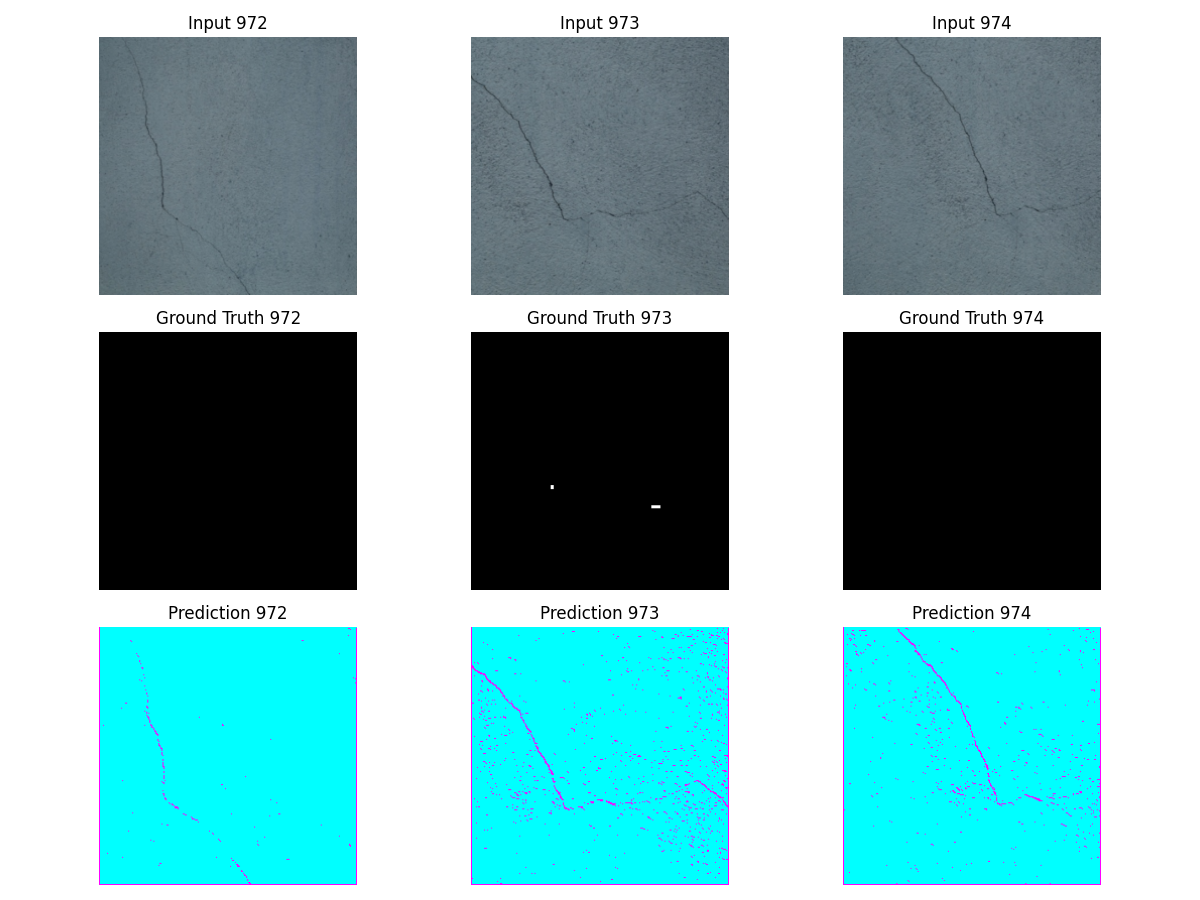 Input 972
Input 973
Input 974
Ground Truth 972
Ground Truth 973
Ground Truth 974
Prediction 972
Prediction 973
Prediction 974